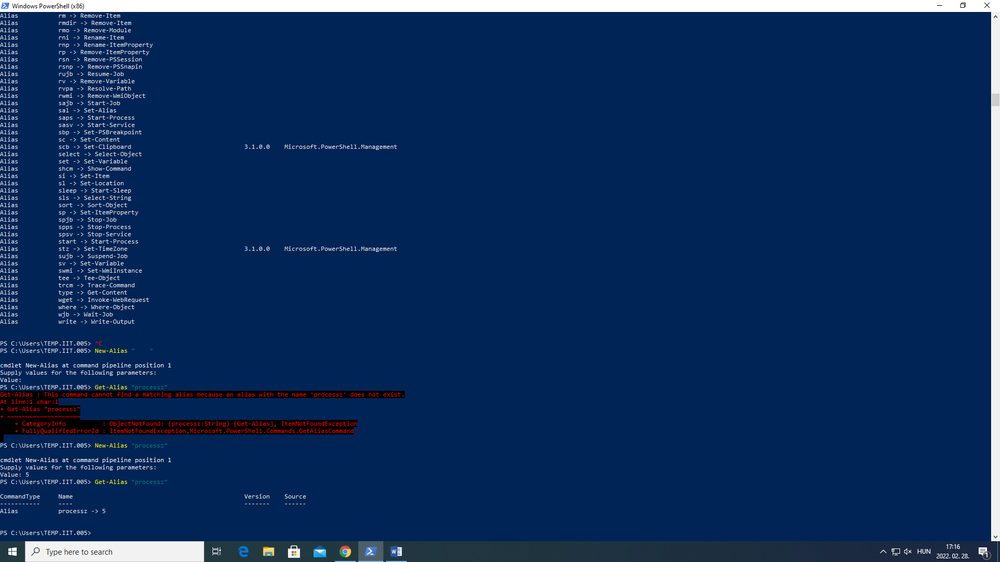 Windows PowerShell (x86)
Alias rm -> Remove-Item
Alias rmdir -> Remove-Item
Alias rmo -> Remove-Module
Alias rni -> Rename-Item
Alias rnp -> Rename-ItemProperty
Alias rp -> Remove-ItemProperty
Alias rsn -> Remove-PSSession
Alias rsnp -> Remove-PSSnapin
Alias rujb -> Resume-Job
Alias rv -> Remove-Variable
Alias rvpa -> Resolve-Path
Alias rwmi -> Remove-WmiObject
Alias sajb -> Start-Job
Alias sal -> Set-Alias
Alias saps -> Start-Process
Alias sasv -> Start-Service
Alias sbp -> Set-PSBreakpoint
Alias sc -> Set-Content
Alias scb -> Set-Clipboard 3.1.0.0 Microsoft.PowerShell.Management
Alias select -> Select-Object
Alias set -> Set-Variable
Alias shcm -> Show-Command
Alias si -> Set-Item
Alias sl -> Set-Location
Alias sleep -> Start-Sleep
Alias sls -> Select-String
Alias sort -> Sort-Object
Alias sp -> Set-ItemProperty
Alias spjb -> Stop-Job
Alias spps -> Stop-Process
Alias spsv -> Stop-Service
Alias start -> Start-Process
Alias stz -> Set-TimeZone 3.1.0.0 Microsoft.PowerShell.Management
Alias sujb -> Suspend-Job
Alias sv -> Set-Variable
Alias swmi -> Set-WmiInstance
Alias tee -> Tee-Object
Alias trcm -> Trace-Command
Alias type -> Get-Content
Alias wget -> Invoke-WebRequest
Alias where -> Where-Object
Alias wjb -> Wait-Job
Alias write -> Write-Output
PS C:\Users\TEMP.IIT.005> ^C
PS C:\Users\TEMP.IIT.005> New-Alias "    "
cmdlet New-Alias at command pipeline position 1
Supply values for the following parameters:
Value:
PS C:\Users\TEMP.IIT.005> Get-Alias "processz"
Get-Alias : This command cannot find a matching alias because an alias with the name 'processz' does not exist.
At line:1 char:1
+ Get-Alias "processz"
+ ~~~~~~~~~~~~~~~~~~~~
+ CategoryInfo : ObjectNotFound: (processz:String) [Get-Alias], ItemNotFoundException
+ FullyQualifiedErrorId : ItemNotFoundException,Microsoft.PowerShell.Commands.GetAliasCommand
PS C:\Users\TEMP.IIT.005> New-Alias "processz"
cmdlet New-Alias at command pipeline position 1
Supply values for the following parameters:
Value: 5
PS C:\Users\TEMP.IIT.005> Get-Alias "processz"
CommandType Name Version Source
----------- ---- ------- ------
Alias processz -> 5
PS C:\Users\TEMP.IIT.005>
Type here to search
HUN
17:16
2022. 02. 28.
1